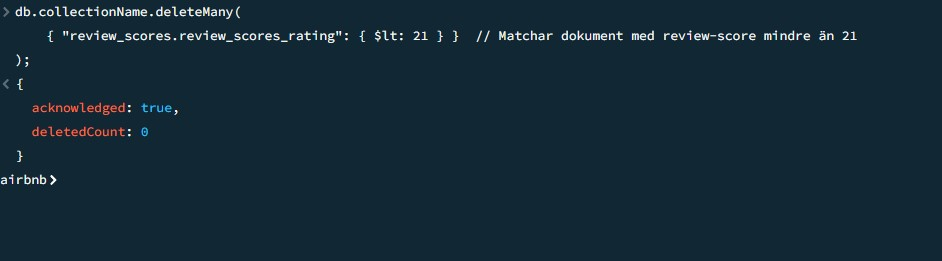 > db.collectionName.deleteMany(
{ "review_scores.review_scores_rating": { $lt: 21 } } // Matchar dokument med review-score mindre än 21
);
< {
acknowledged: true,
deletedCount: 0
}
airbnb>